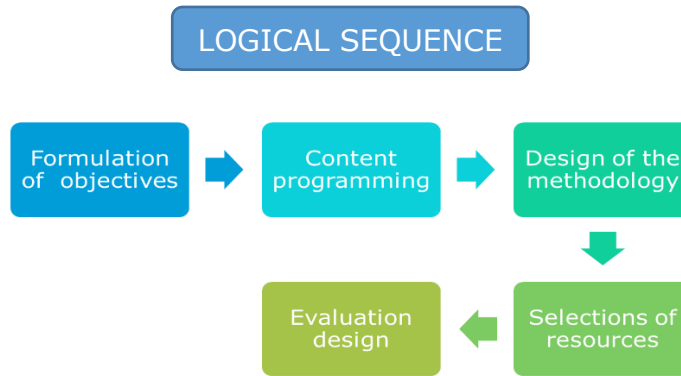 LOGICAL SEQUENCE
Formulation
of objectives
Content
programming
Design of the
methodology
Selections of
resources
Evaluation
design